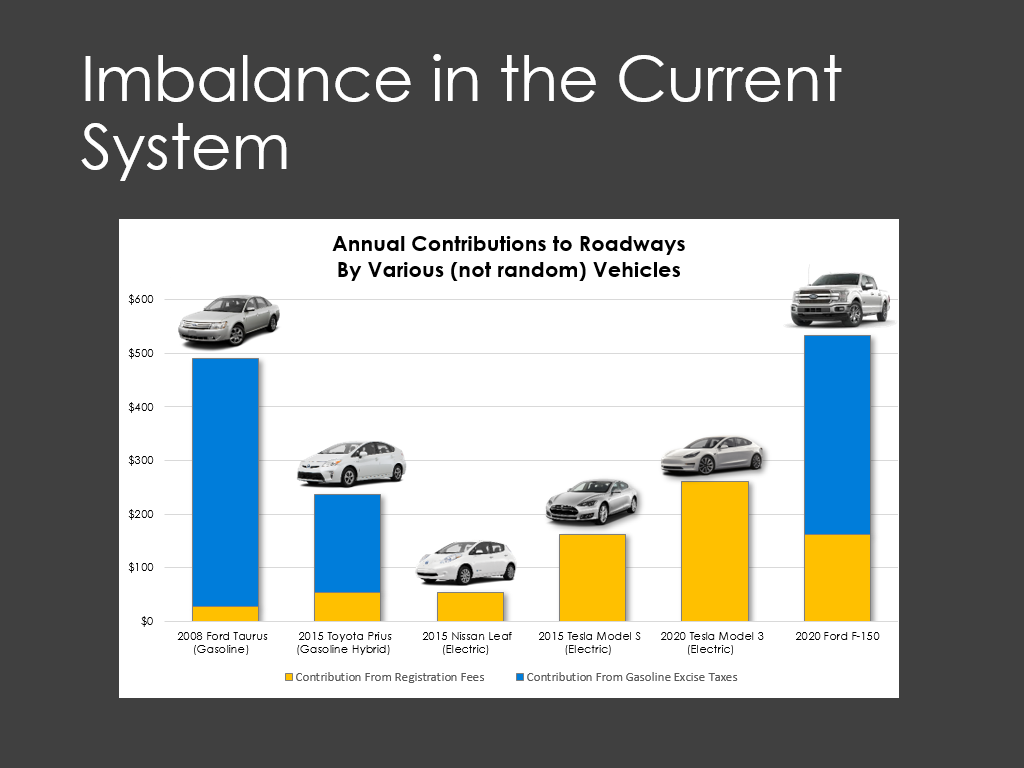 Imbalance in the Current
System
Annual Contributions to Roadways
By Various (not random) Vehicles
$600
$500
$400
$300
$200
$100
$0
2008 Ford Taurus
(Gasoline)
2015 Toyota Prius
(Gasoline Hybrid)
2015 Nissan Leaf
(Electric)
2015 Tesla Model S
(Electric)
2020 Tesla Model 3
(Electric)
2020 Ford F-150
Contribution From Registration Fees
Contribution From Gasoline Excise Taxes